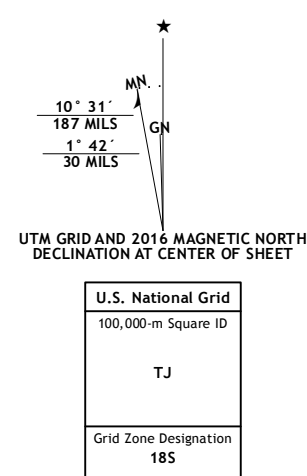 ★
MN
10° 31´
187 MILS
GN
1° 42´
30 MILS
UTM GRID AND 2016 MAGNETIC NORTH
DECLINATION AT CENTER OF SHEET
U.S. National Grid
100,000-m Square ID
TJ
Grid Zone Designation
18S